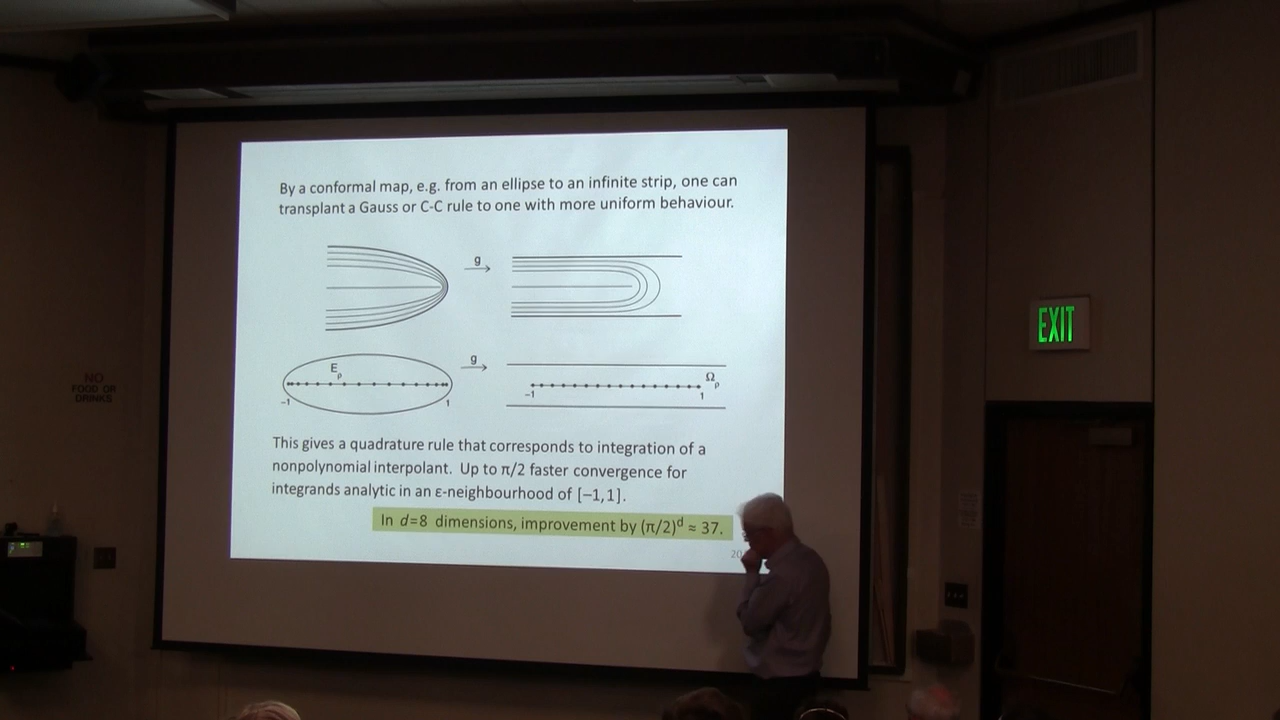 By a conformal map, e.g. from an ellipse to an infinite strip, one can
transplant a Gauss or C-C rule to one with more uniform behaviour.
g
E_ρ
g
Ω_ρ
-1
1
-1
1
This gives a quadrature rule that corresponds to integration of a
nonpolynomial interpolant. Up to π/2 faster convergence for
integrands analytic in an ε-neighbourhood of [−1,1].
In d=8 dimensions, improvement by (π/2)ᵈ ≈ 37.
20
EXIT
NO
FOOD OR
DRINKS